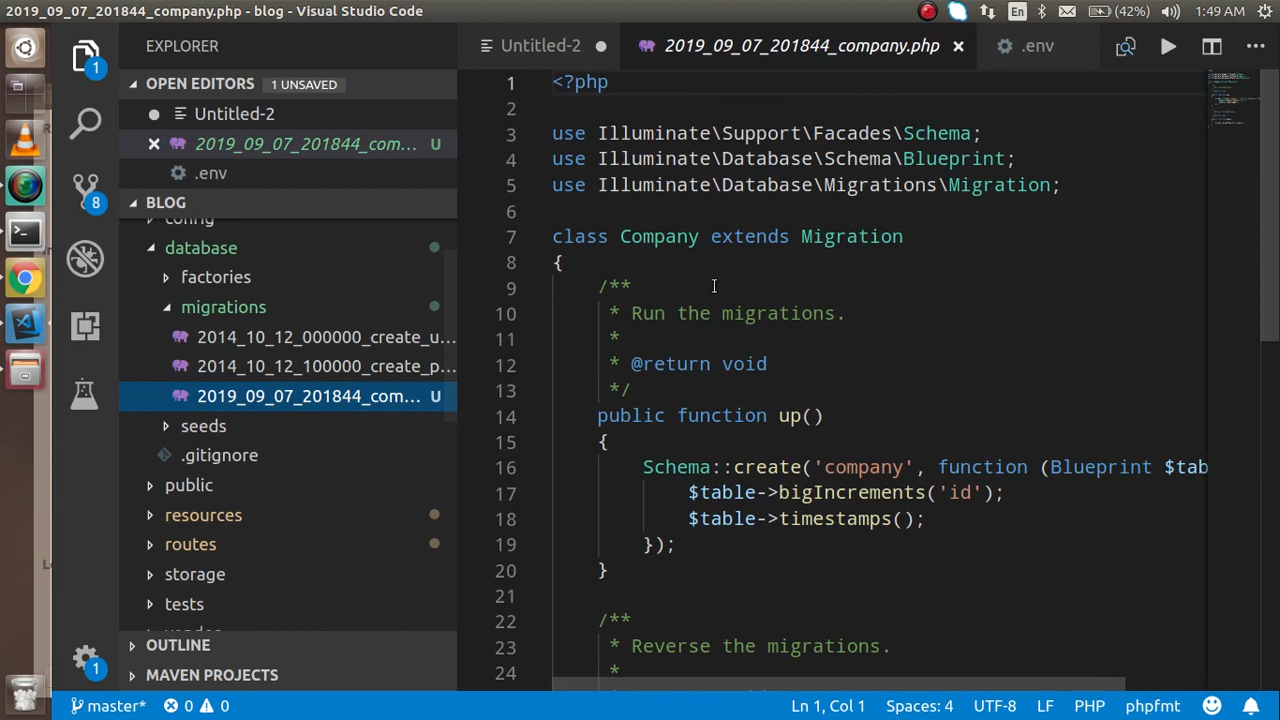 2019_09_07_201844_company.php - blog - Visual Studio Code
En
(42%)
1:49 AM
EXPLORER
OPEN EDITORS
1 UNSAVED
Untitled-2
2019_09_07_201844_com...
U
.env
BLOG
config
database
factories
migrations
2014_10_12_000000_create_u...
2014_10_12_100000_create_p...
2019_09_07_201844_com...
U
seeds
.gitignore
public
resources
routes
storage
tests
OUTLINE
MAVEN PROJECTS
1
8
1
Untitled-2
2019_09_07_201844_company.php
.env
1 <?php
2
3 use Illuminate\Support\Facades\Schema;
4 use Illuminate\Database\Schema\Blueprint;
5 use Illuminate\Database\Migrations\Migration;
6
7 class Company extends Migration
8 {
9 /**
10 * Run the migrations.
11 *
12 * @return void
13 */
14 public function up()
15 {
16 Schema::create('company', function (Blueprint $tab
17 $table->bigIncrements('id');
18 $table->timestamps();
19 });
20 }
21
22 /**
23 * Reverse the migrations.
24 *
master*
0
0
Ln 1, Col 1
Spaces: 4
UTF-8
LF
PHP
phpfmt